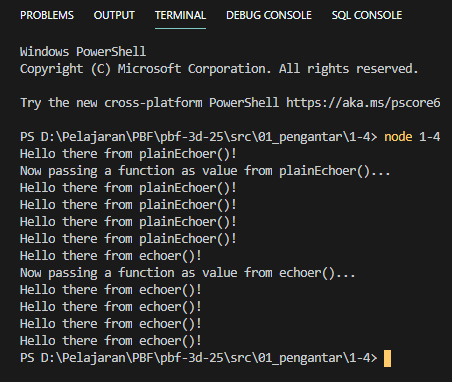 PROBLEMS OUTPUT TERMINAL DEBUG CONSOLE SQL CONSOLE
Windows PowerShell
Copyright (C) Microsoft Corporation. All rights reserved.
Try the new cross-platform PowerShell https://aka.ms/pscore6
PS D:\Pelajaran\PBF\pbf-3d-25\src\01_pengantar\1-4> node 1-4
Hello there from plainEchoer()!
Now passing a function as value from plainEchoer()...
Hello there from plainEchoer()!
Hello there from plainEchoer()!
Hello there from plainEchoer()!
Hello there from plainEchoer()!
Hello there from echoer()!
Now passing a function as value from echoer()...
Hello there from echoer()!
Hello there from echoer()!
Hello there from echoer()!
Hello there from echoer()!
PS D:\Pelajaran\PBF\pbf-3d-25\src\01_pengantar\1-4>